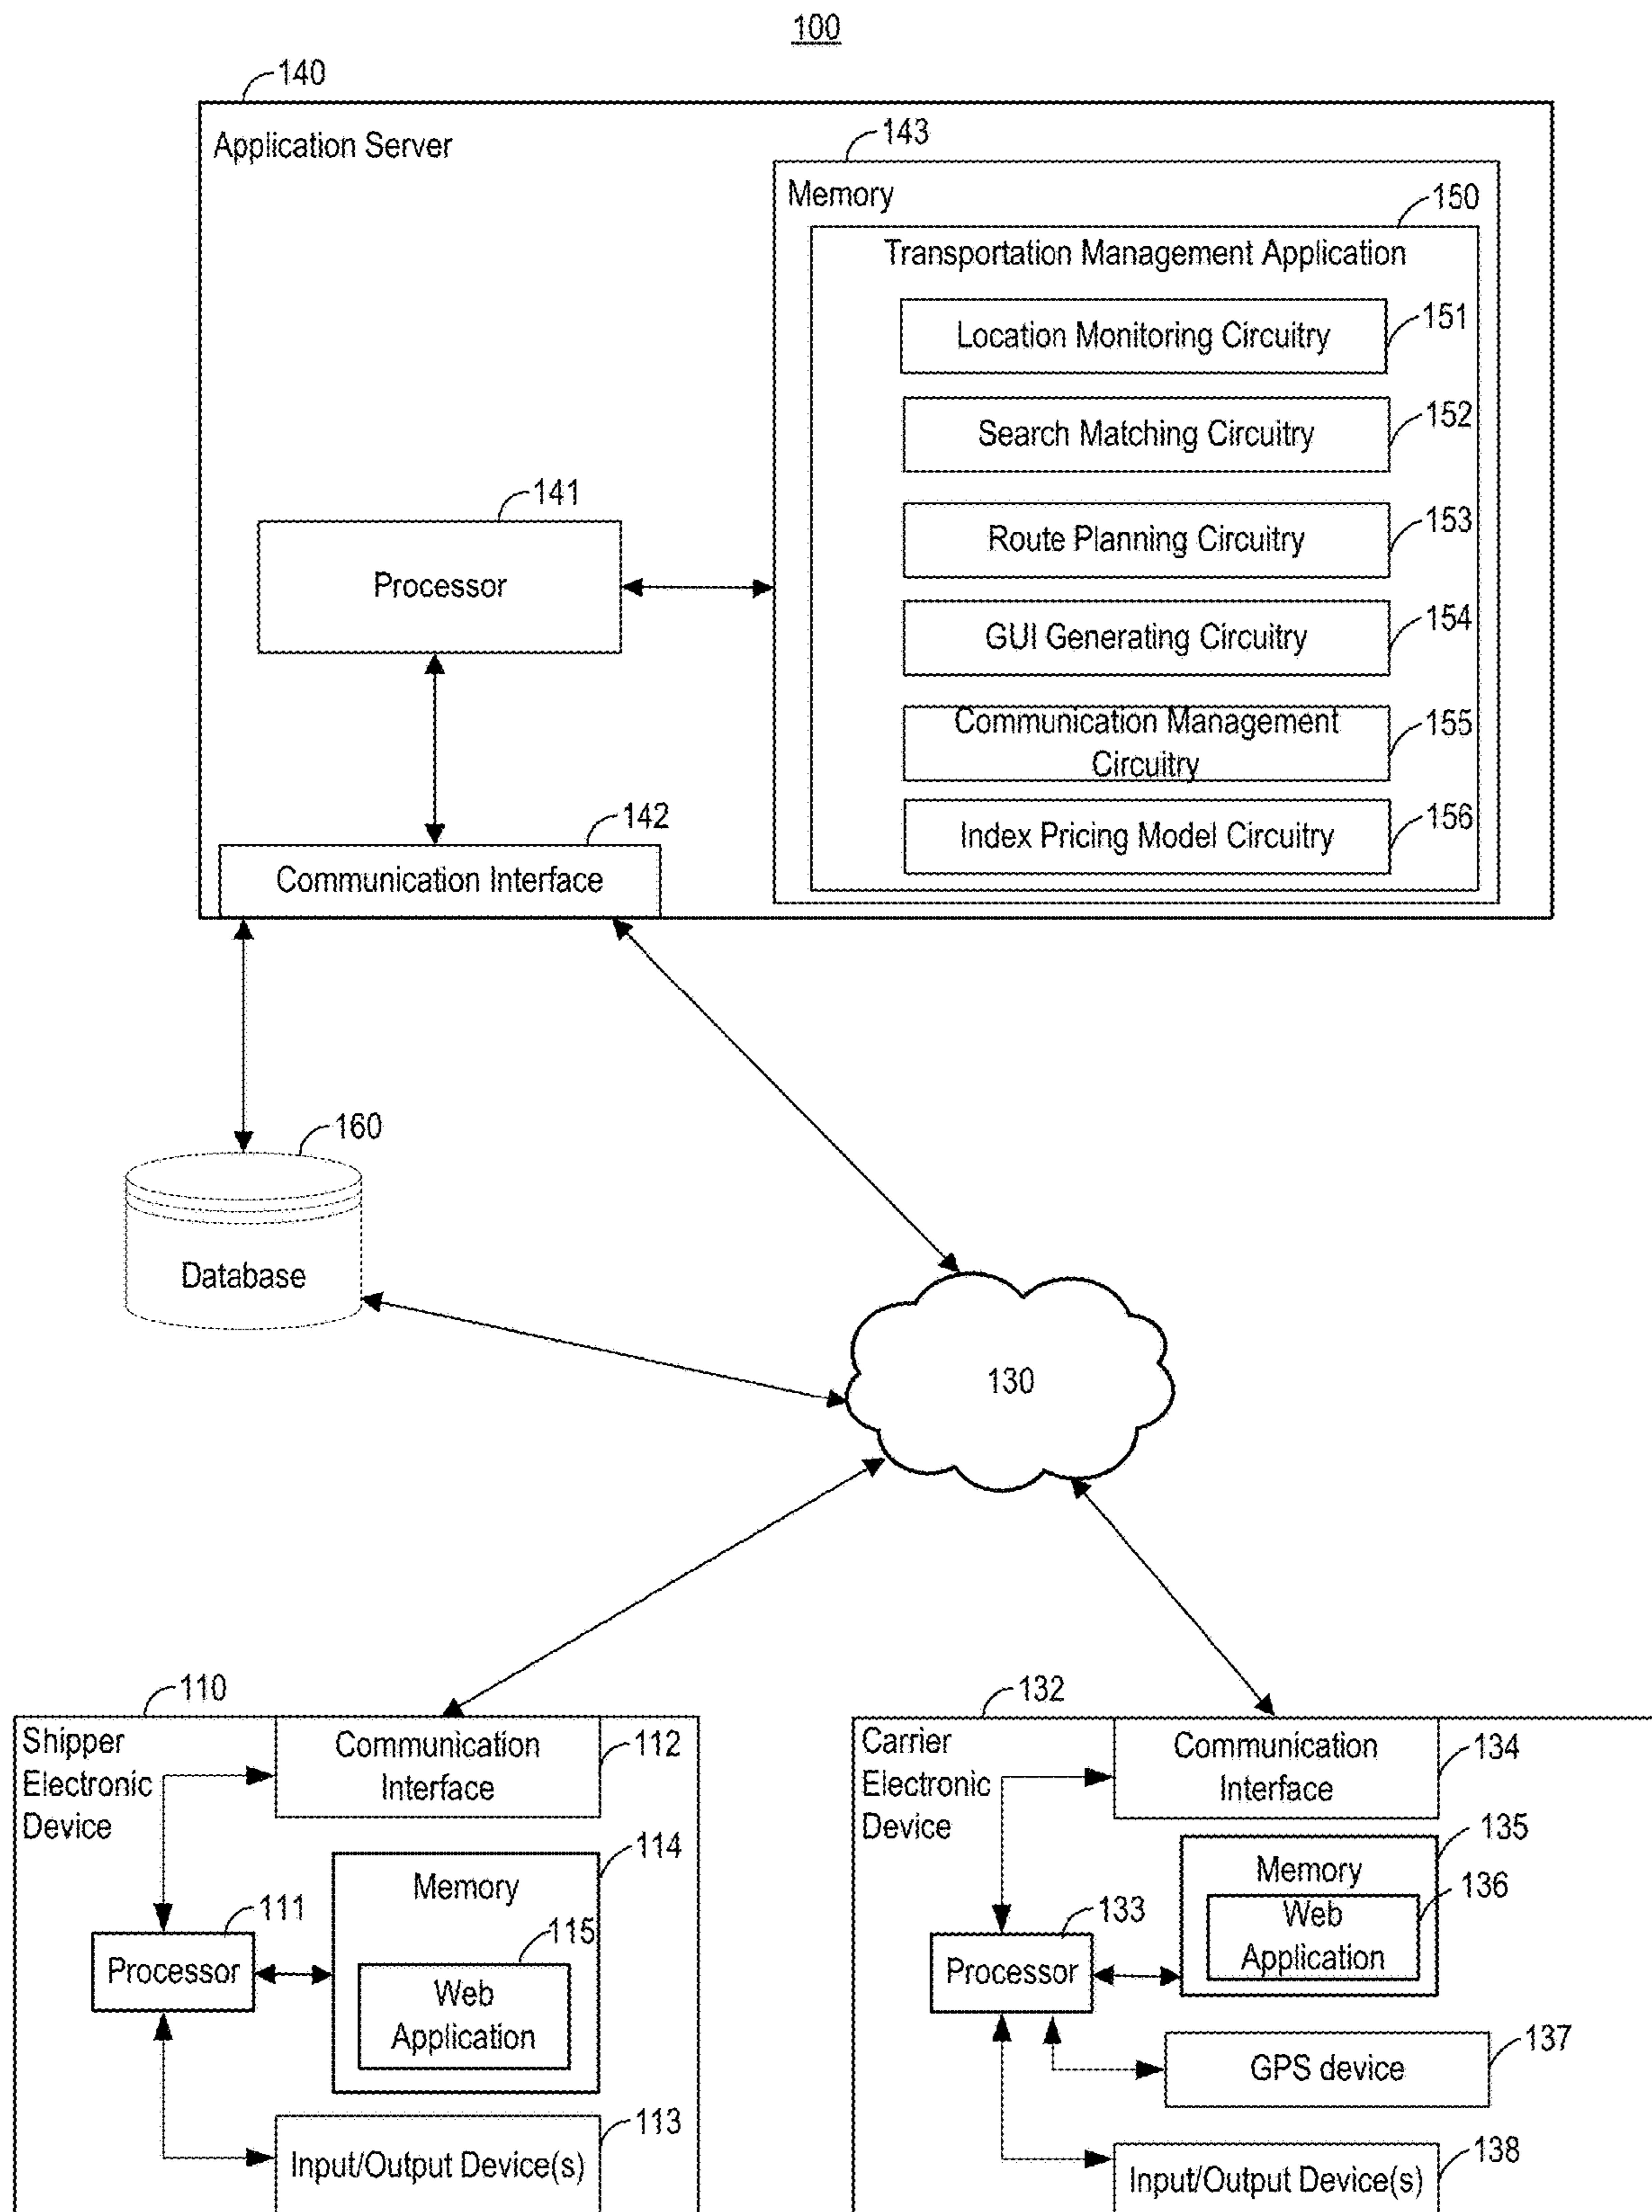 100
140
Application Server
143
Memory
150
Transportation Management Application
Location Monitoring Circuitry
151
Search Matching Circuitry
152
141
Processor
Route Planning Circuitry
153
GUI Generating Circuitry
154
Communication Management
Circuitry
155
142
Communication Interface
Index Pricing Model Circuitry
156
160
Database
130
110
Shipper
Electronic
Device
Communication
Interface
112
114
Memory
111
Processor
115
Web
Application
113
Input/Output Device(s)
132
Carrier
Electronic
Device
Communication
Interface
134
135
Memory
136
Web
Application
133
Processor
137
GPS device
138
Input/Output Device(s)